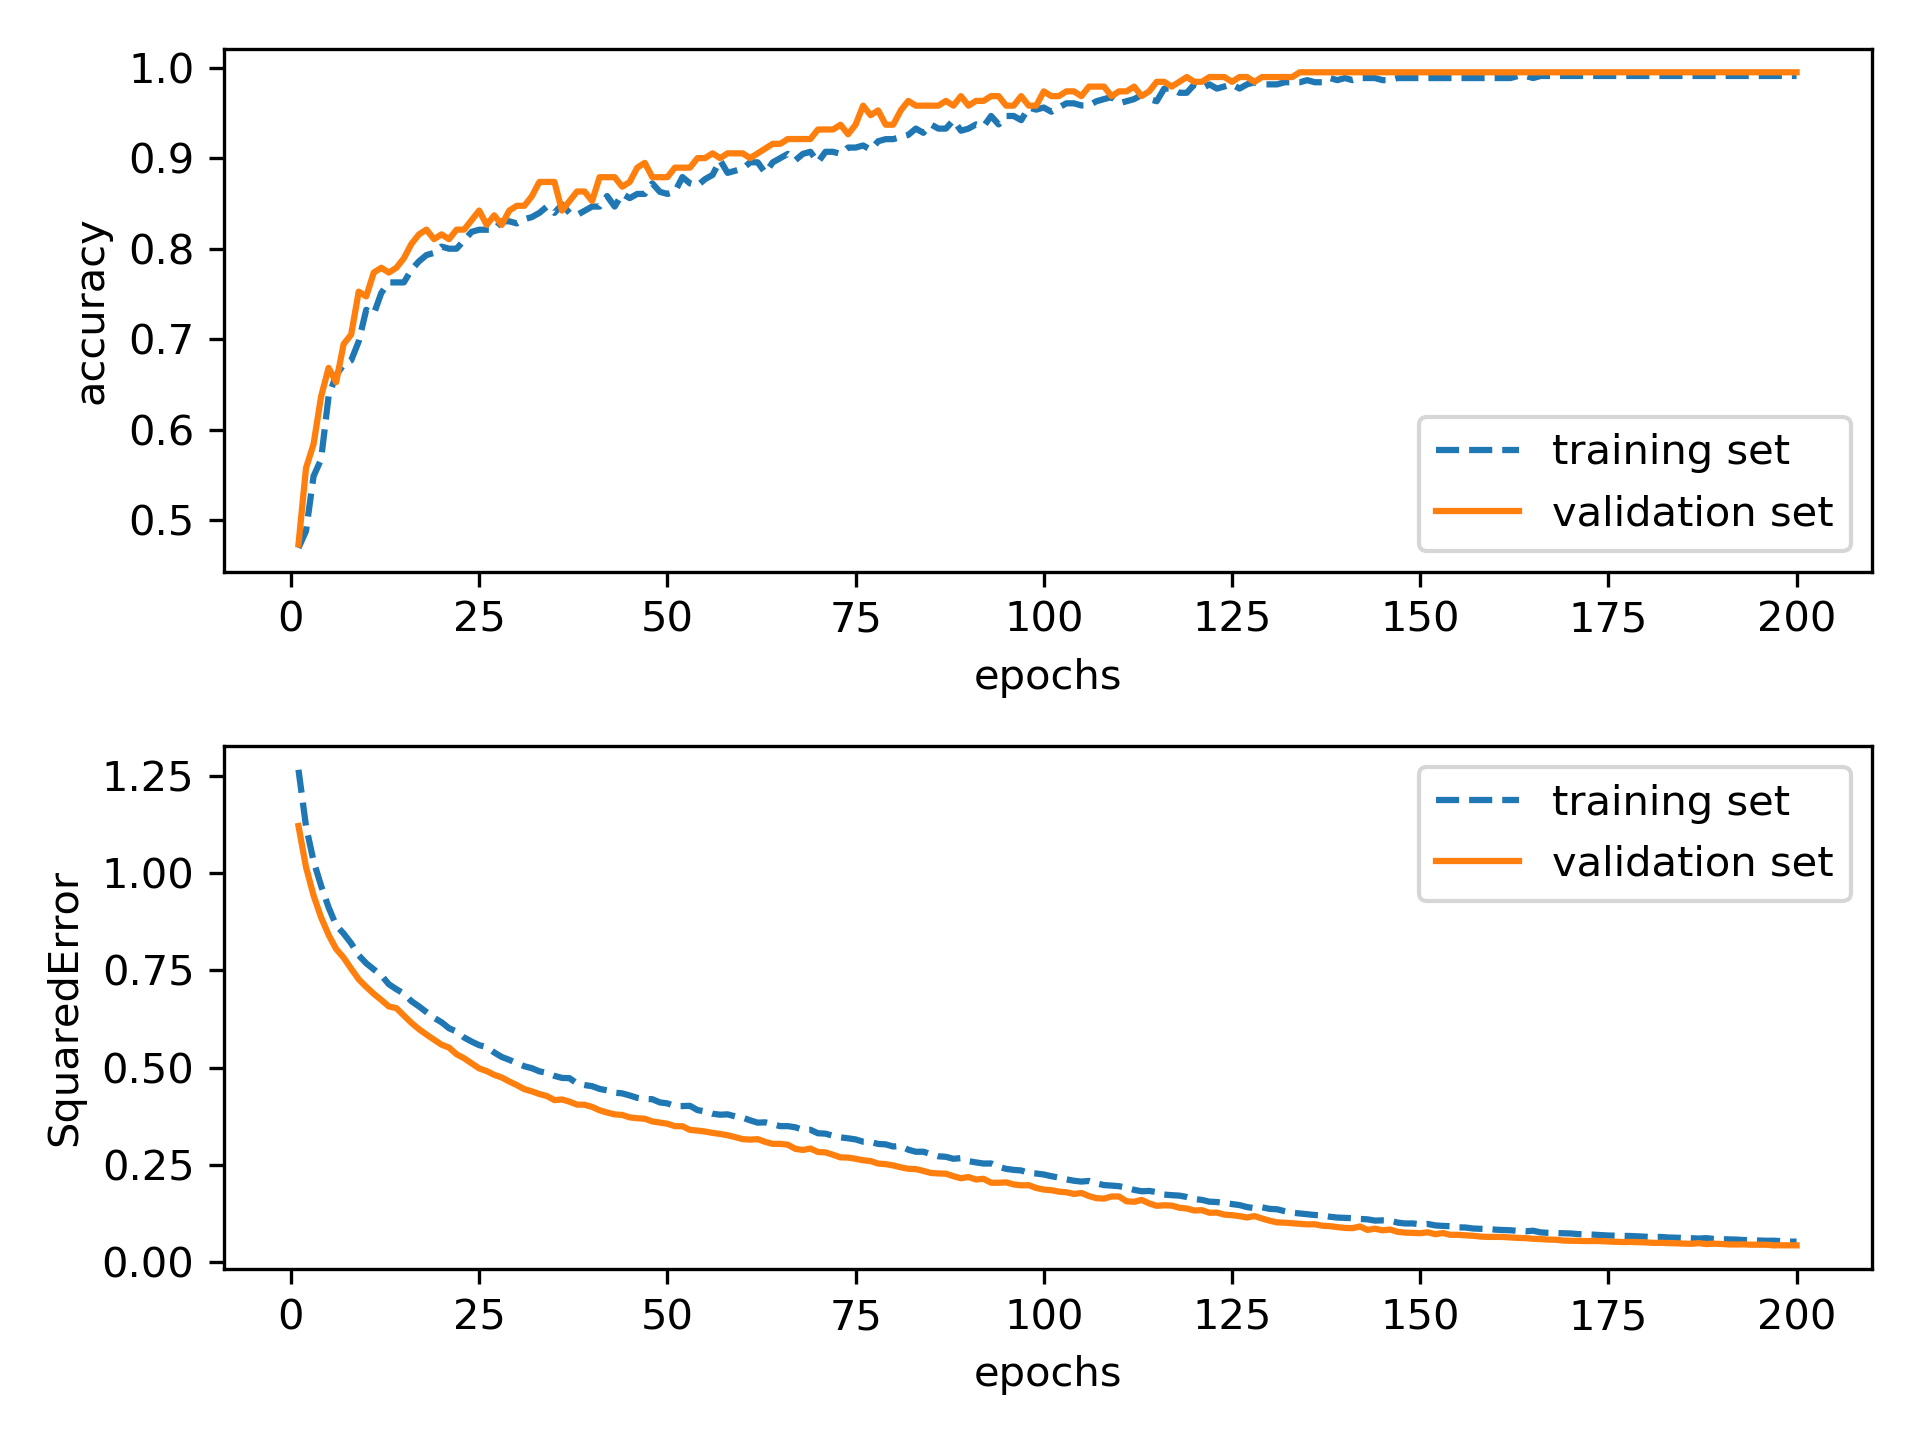 accuracy
1.0
0.9
0.8
0.7
0.6
0.5
training set
validation set
0 25 50 75 100 125 150 175 200
epochs
SquaredError
1.25
1.00
0.75
0.50
0.25
0.00
training set
validation set
0 25 50 75 100 125 150 175 200
epochs